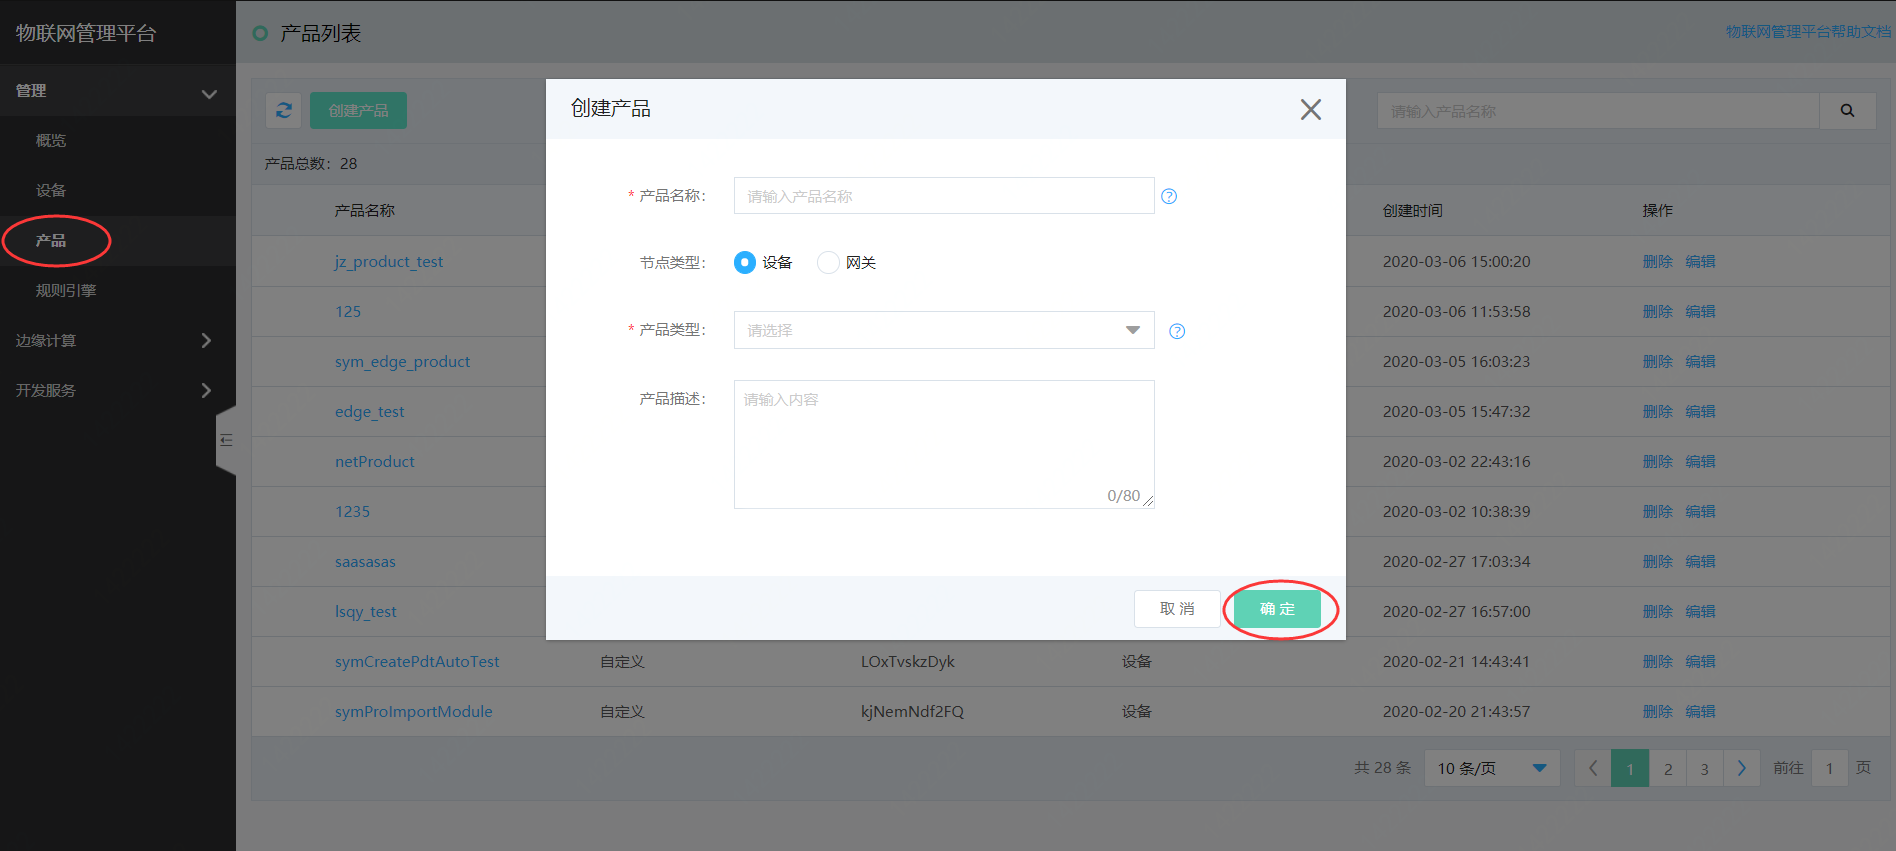 物联网管理平台
管理
概览
设备
产品
规则引擎
边缘计算
开发服务
产品列表
物联网管理平台帮助文档
创建产品
请输入产品名称
产品总数：28
产品名称 创建时间 操作
jz_product_test 2020-03-06 15:00:20 删除 编辑
125 2020-03-06 11:53:58 删除 编辑
sym_edge_product 2020-03-05 16:03:23 删除 编辑
edge_test 2020-03-05 15:47:32 删除 编辑
netProduct 2020-03-02 22:43:16 删除 编辑
1235 2020-03-02 10:38:39 删除 编辑
saasasas 2020-02-27 17:03:34 删除 编辑
lsqy_test 2020-02-27 16:57:00 删除 编辑
symCreatePdtAutoTest 自定义 LOxTvskzDyk 设备 2020-02-21 14:43:41 删除 编辑
symProImportModule 自定义 kjNemNdf2FQ 设备 2020-02-20 21:43:57 删除 编辑
共 28 条 10 条/页 1 2 3 前往 1 页
创建产品
* 产品名称： 请输入产品名称 ?
节点类型： 设备 网关
* 产品类型： 请选择 ?
产品描述： 请输入内容
0/80
取 消 确 定